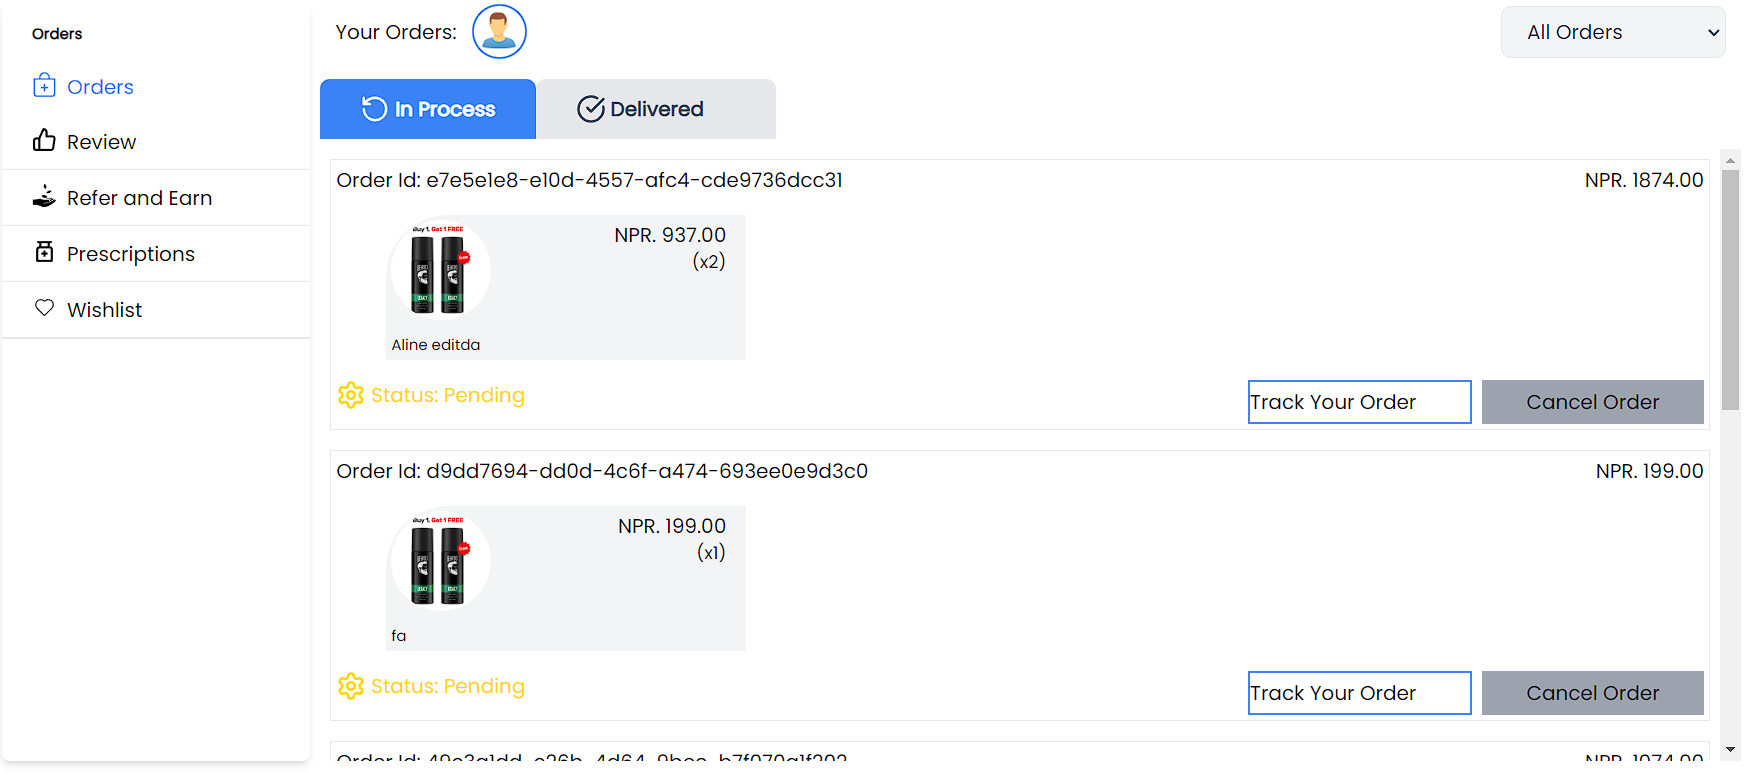 Orders
Orders
Review
Refer and Earn
Prescriptions
Wishlist
Your Orders:
All Orders
In Process
Delivered
Order Id: e7e5e1e8-e10d-4557-afc4-cde9736dcc31
NPR. 1874.00
Buy 1, Get 1 FREE
NPR. 937.00
(x2)
Aline editda
Status: Pending
Track Your Order
Cancel Order
Order Id: d9dd7694-dd0d-4c6f-a474-693ee0e9d3c0
NPR. 199.00
Buy 1, Get 1 FREE
NPR. 199.00
(x1)
fa
Status: Pending
Track Your Order
Cancel Order
Order Id: